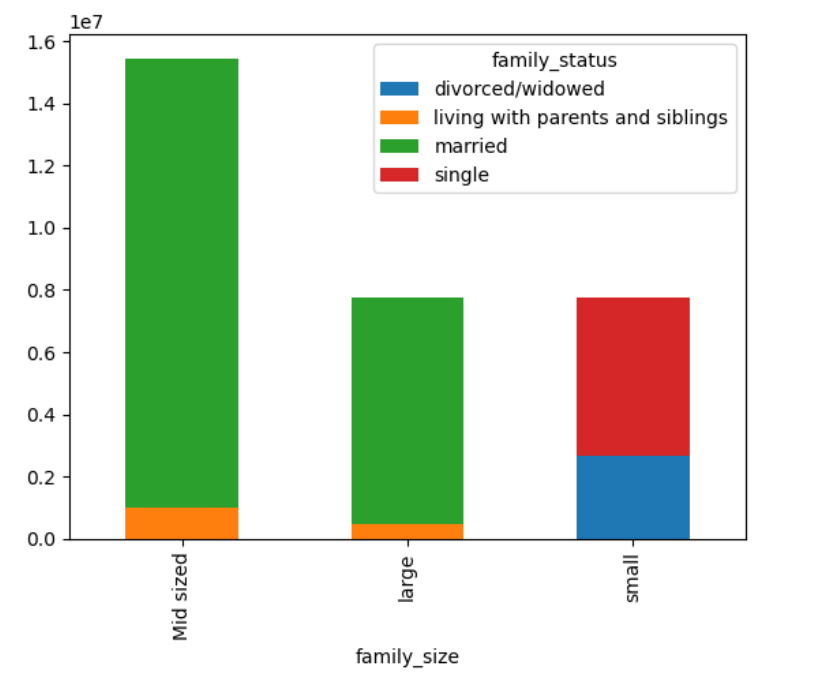 1e7
1.6
1.4
1.2
1.0
0.8
0.6
0.4
0.2
0.0
family_status
divorced/widowed
living with parents and siblings
married
single
Mid sized
large
small
family_size